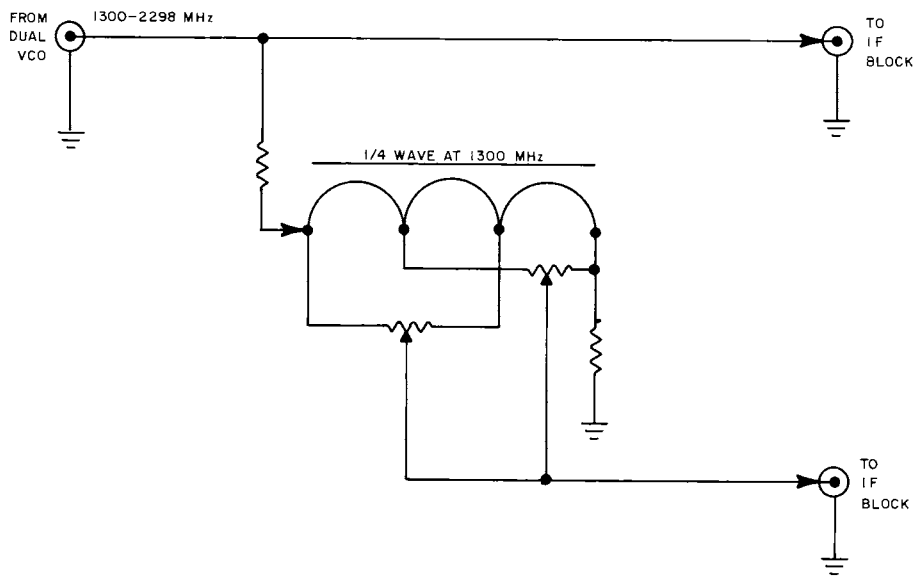 FROM
DUAL
VCO
1300-2298 MHz
TO
IF
BLOCK
1/4 WAVE AT 1300 MHz
TO
IF
BLOCK